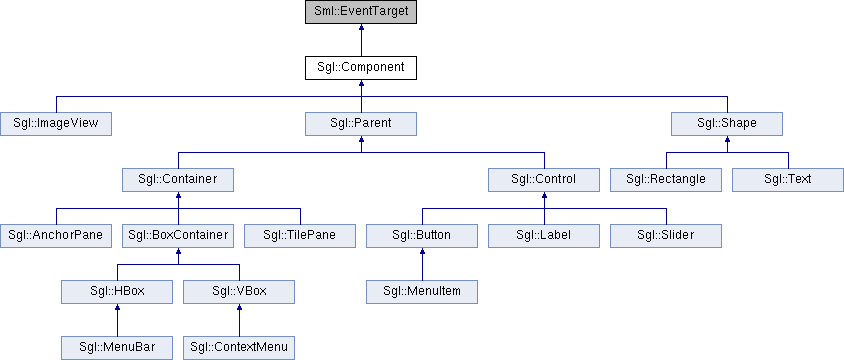 Sml::EventTarget
Sgl::Component
Sgl::ImageView
Sgl::Parent
Sgl::Shape
Sgl::Container
Sgl::Control
Sgl::Rectangle
Sgl::Text
Sgl::AnchorPane
Sgl::BoxContainer
Sgl::TilePane
Sgl::Button
Sgl::Label
Sgl::Slider
Sgl::HBox
Sgl::VBox
Sgl::MenuItem
Sgl::MenuBar
Sgl::ContextMenu